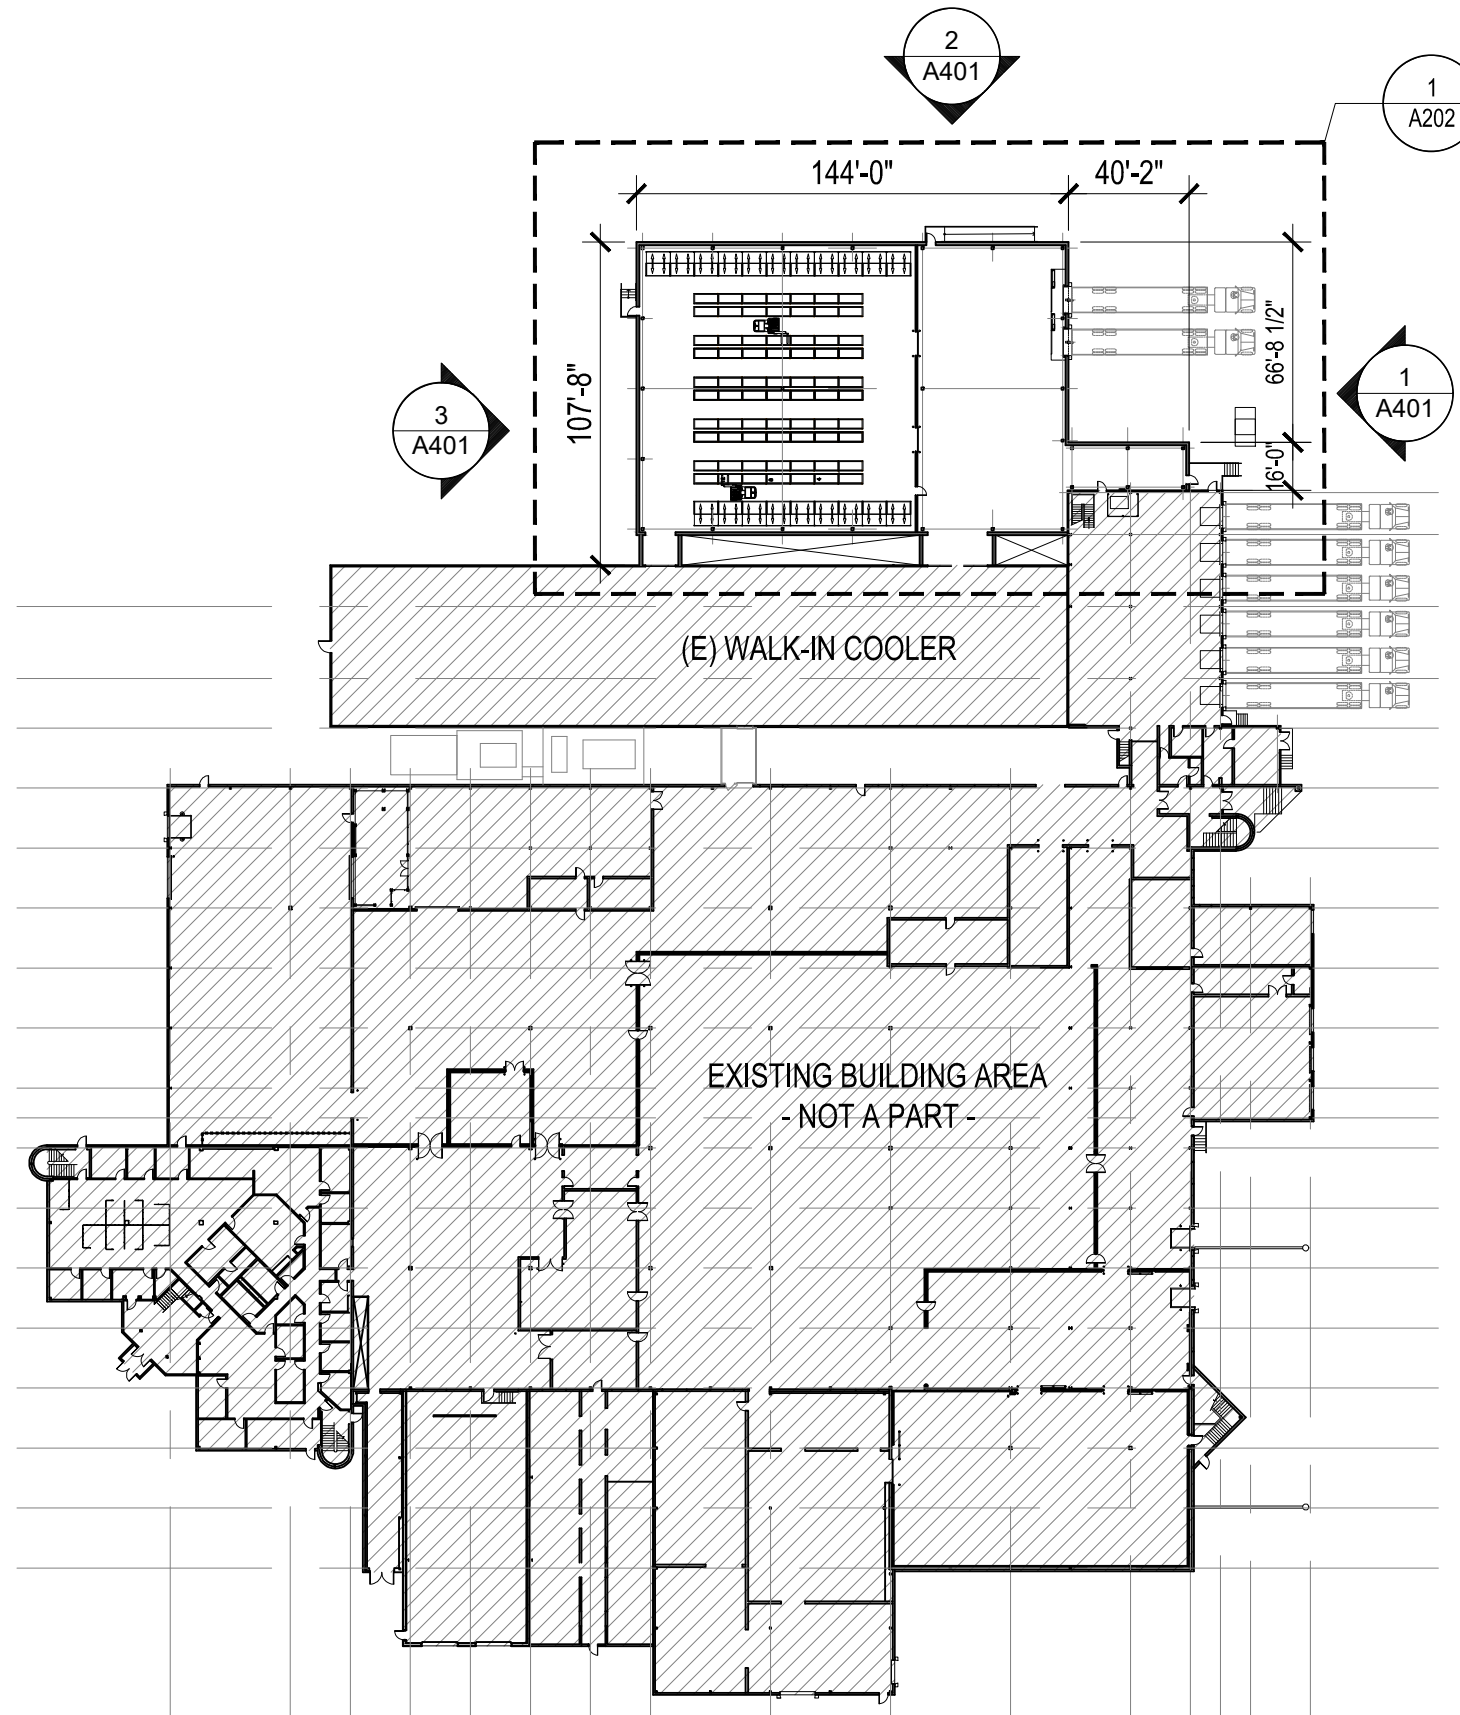 2
A401
1
A202
144'-0"
40'-2"
107'-8"
66'-8 1/2"
16'-0"
3
A401
1
A401
(E) WALK-IN COOLER
EXISTING BUILDING AREA
- NOT A PART -